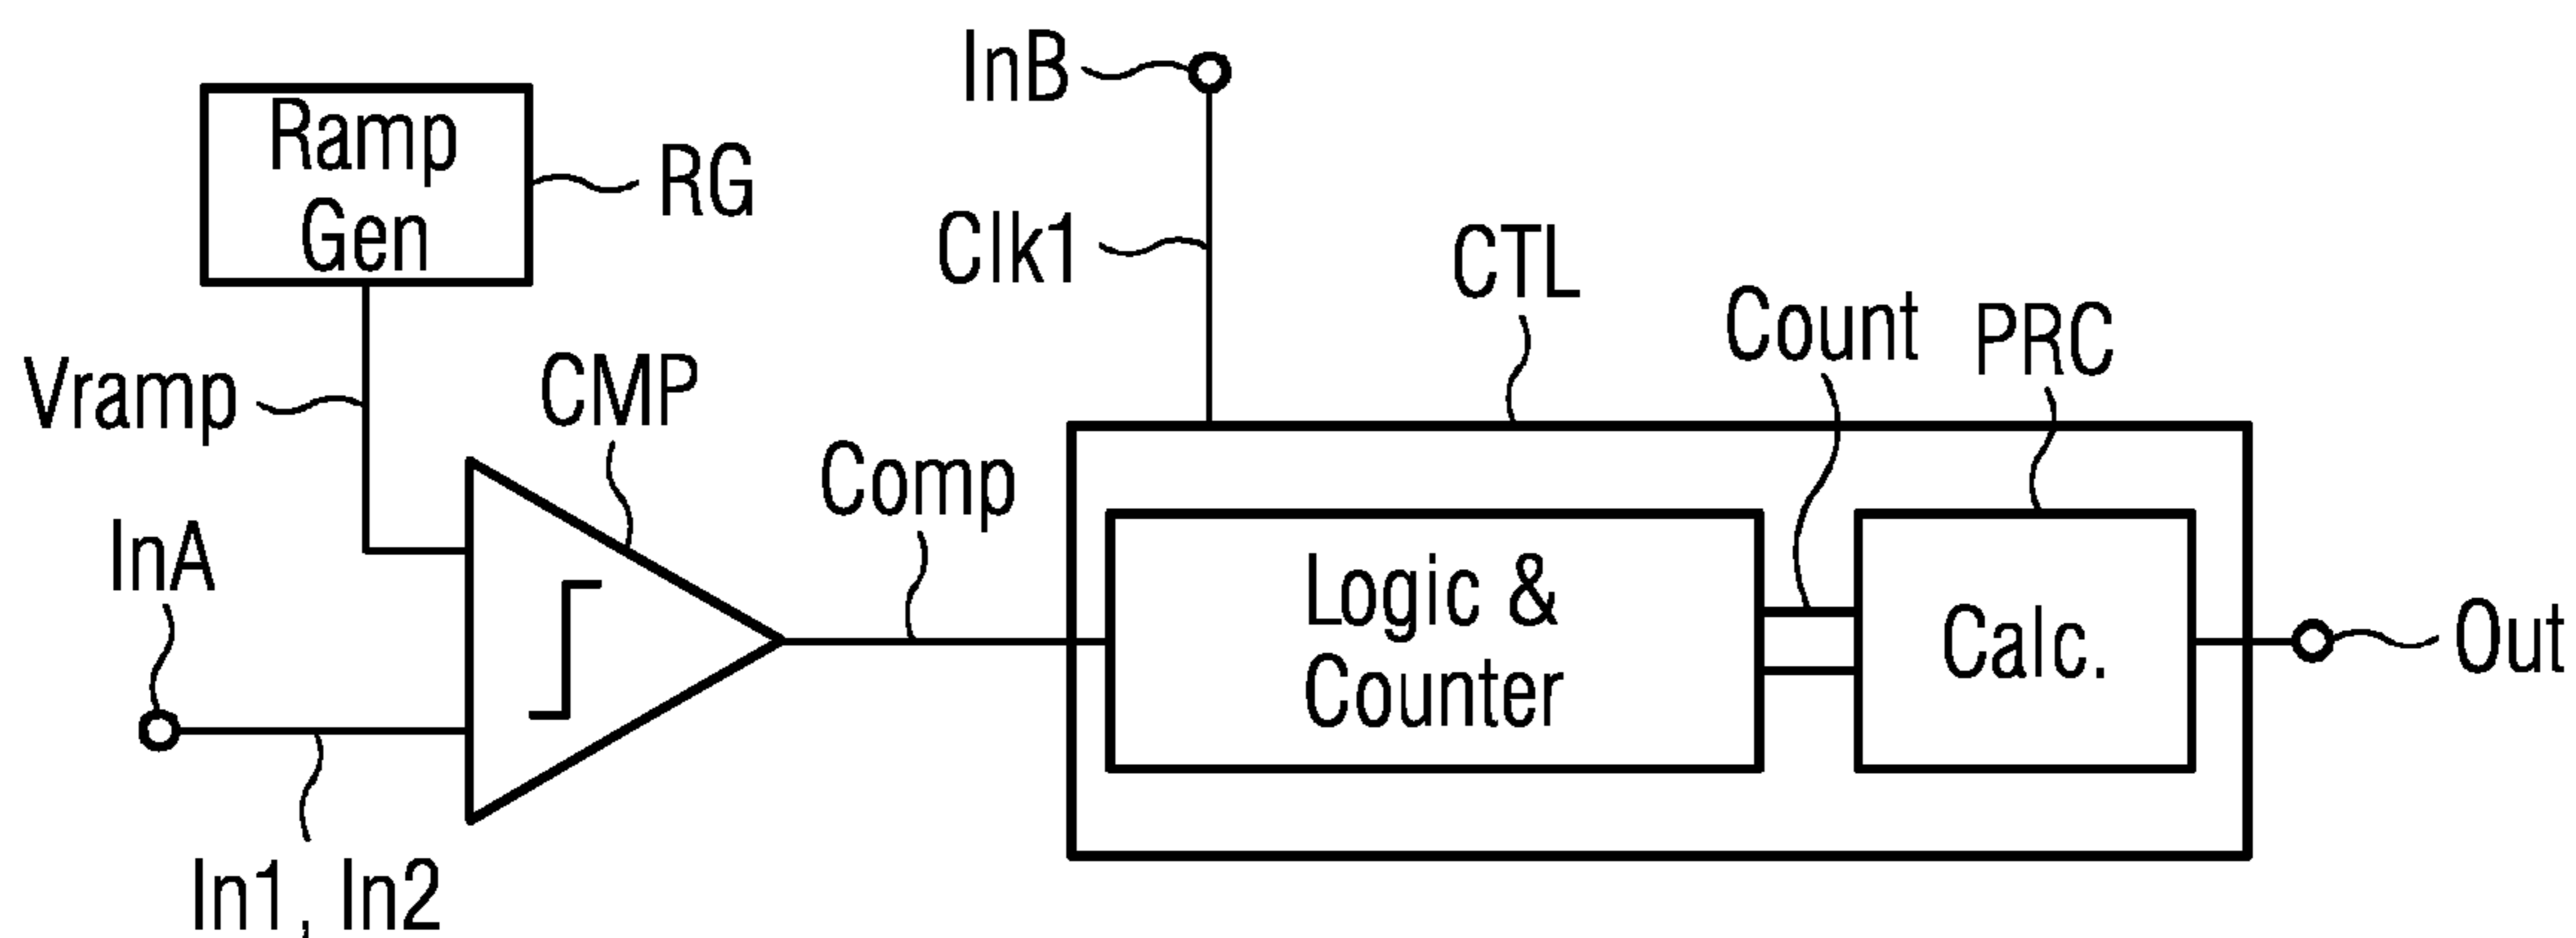 InB
Ramp
Gen
RG
Clk1
CTL
Count
PRC
Vramp
CMP
Comp
InA
Logic &
Counter
Calc.
Out
In1, In2